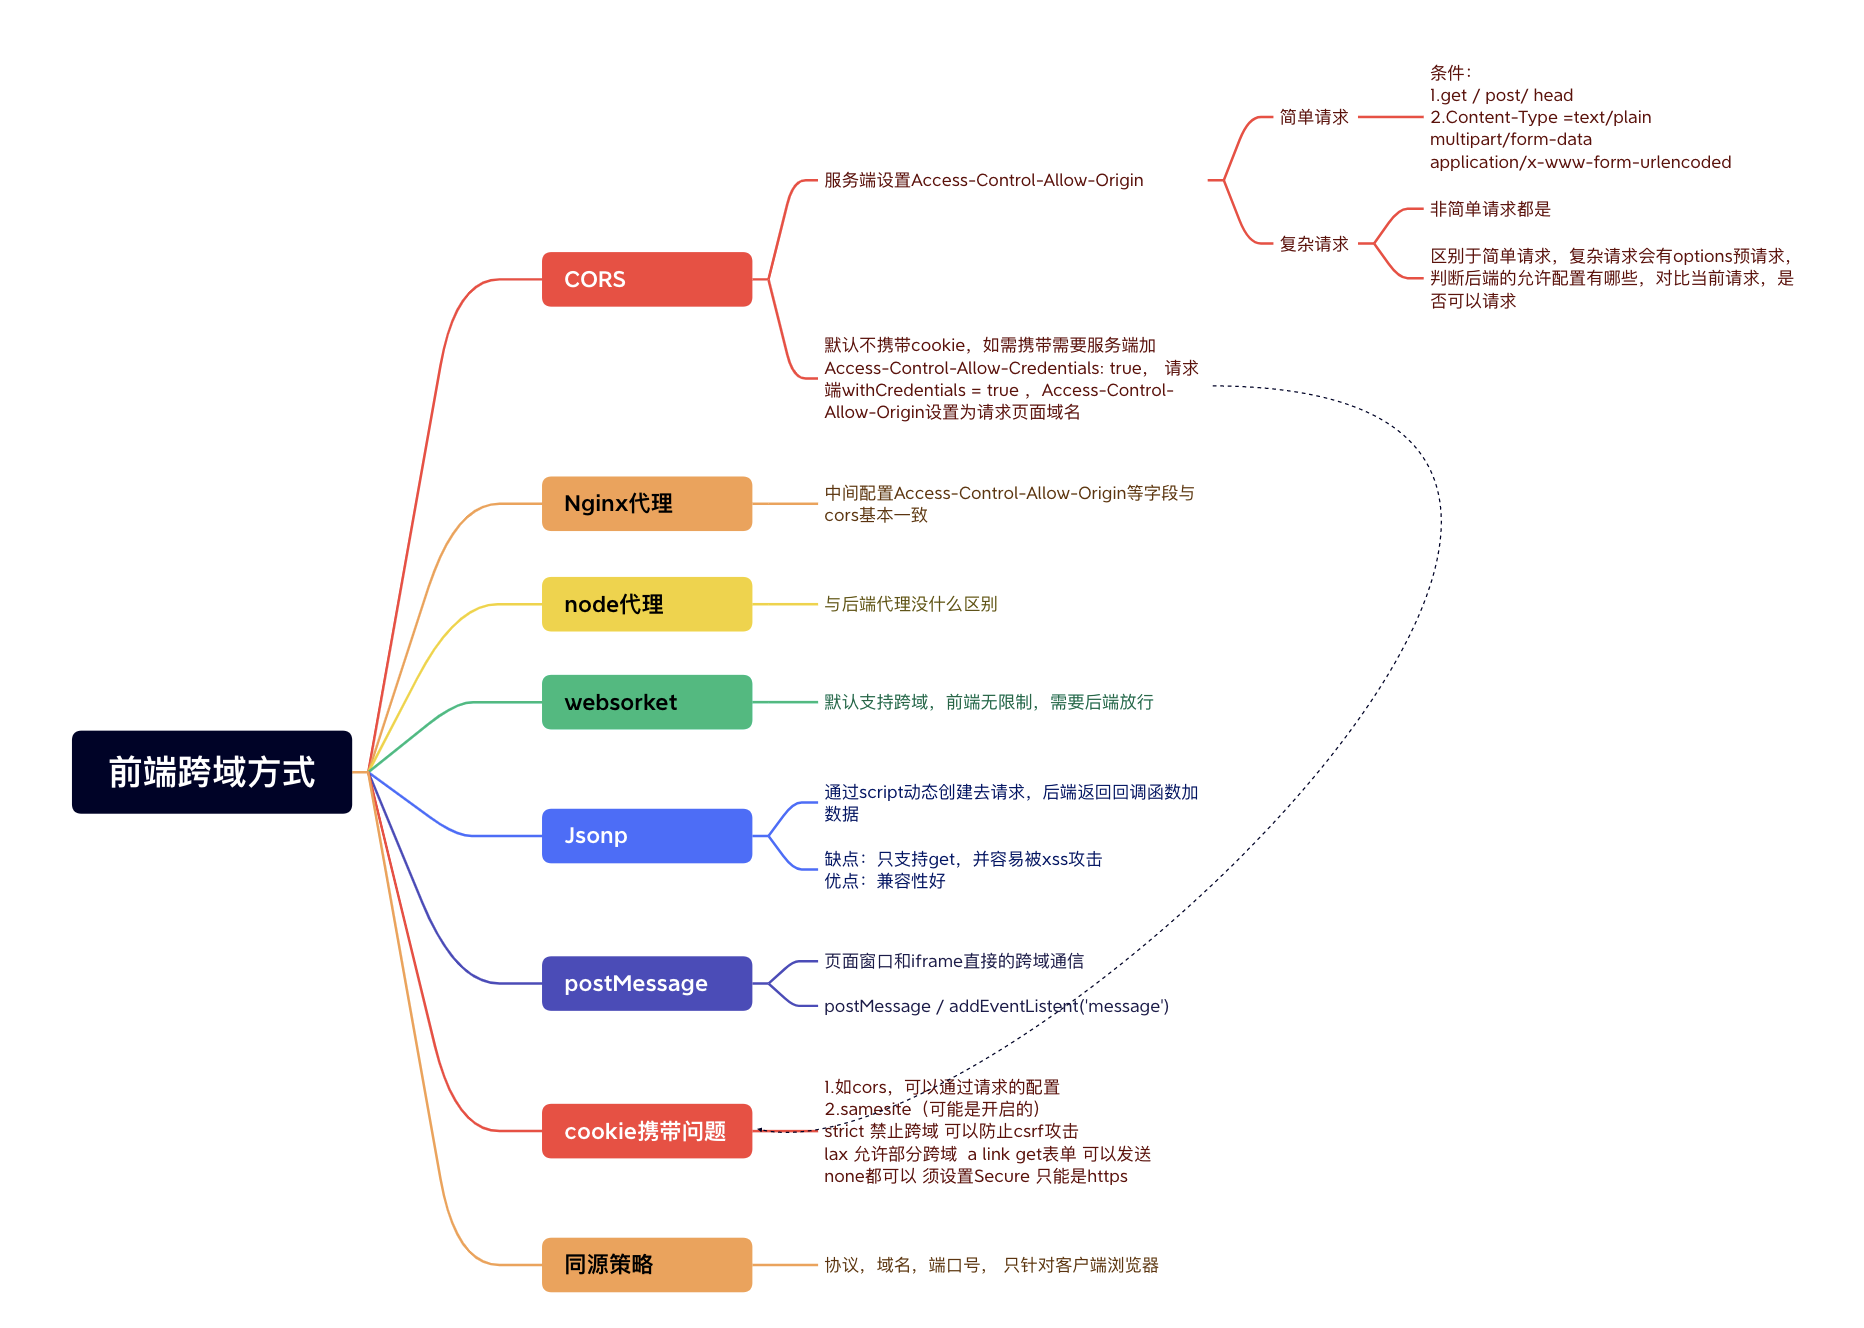 前端跨域方式
CORS
服务端设置Access-Control-Allow-Origin
简单请求
条件：
1.get / post/ head
2.Content-Type =text/plain
multipart/form-data
application/x-www-form-urlencoded
复杂请求
非简单请求都是
区别于简单请求，复杂请求会有options预请求，
判断后端的允许配置有哪些，对比当前请求，是
否可以请求
默认不携带cookie，如需携带需要服务端加
Access-Control-Allow-Credentials: true， 请求
端withCredentials = true ，Access-Control-
Allow-Origin设置为请求页面域名
Nginx代理
中间配置Access-Control-Allow-Origin等字段与
cors基本一致
node代理
与后端代理没什么区别
websorket
默认支持跨域，前端无限制，需要后端放行
Jsonp
通过script动态创建去请求，后端返回回调函数加
数据
缺点：只支持get，并容易被xss攻击
优点：兼容性好
postMessage
页面窗口和iframe直接的跨域通信
postMessage / addEventListent('message')
cookie携带问题
1.如cors，可以通过请求的配置
2.samesite（可能是开启的）
strict 禁止跨域 可以防止csrf攻击
lax 允许部分跨域  a link get表单 可以发送
none都可以 须设置Secure 只能是https
同源策略
协议，域名，端口号， 只针对客户端浏览器